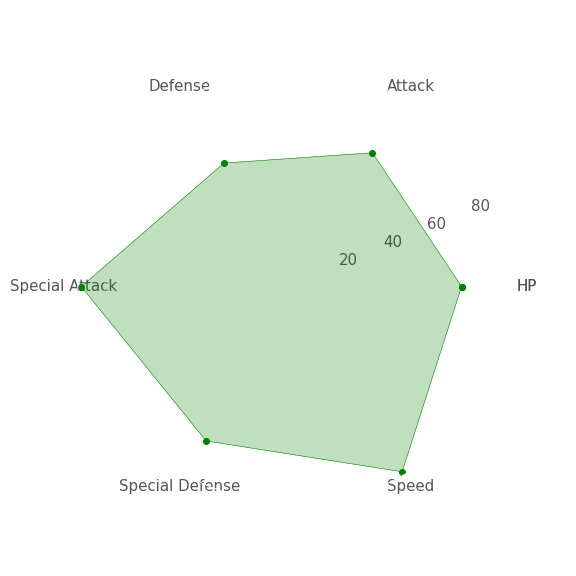 Defense
Attack
80
60
40
20
Special Attack
HP
Special Defense
Speed